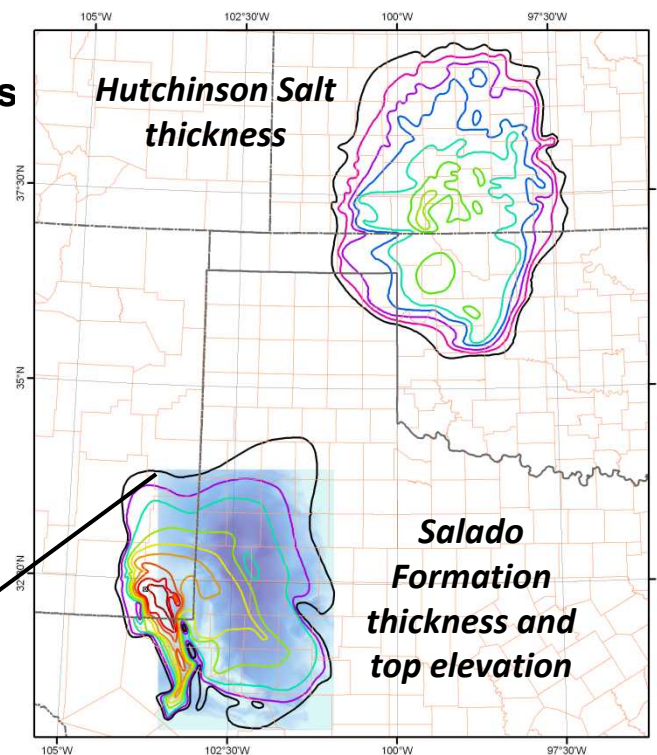 105°W 102°30'W 100°W 97°30'W
s
Hutchinson Salt
thickness
37°30'N
35°N
32°30'N
Salado
Formation
thickness and
top elevation
105°W 102°30'W 100°W 97°30'W